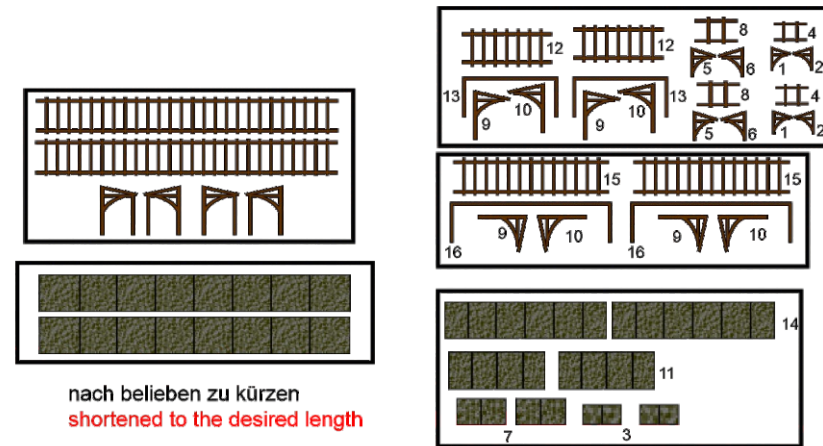 nach belieben zu kürzen
shortened to the desired length
12 12 8 4
5 6 1 2
13 13
9 10 9 10
8 4
5 6 1 2
15 15
9 10 9 10
16 16
14
11
7 3